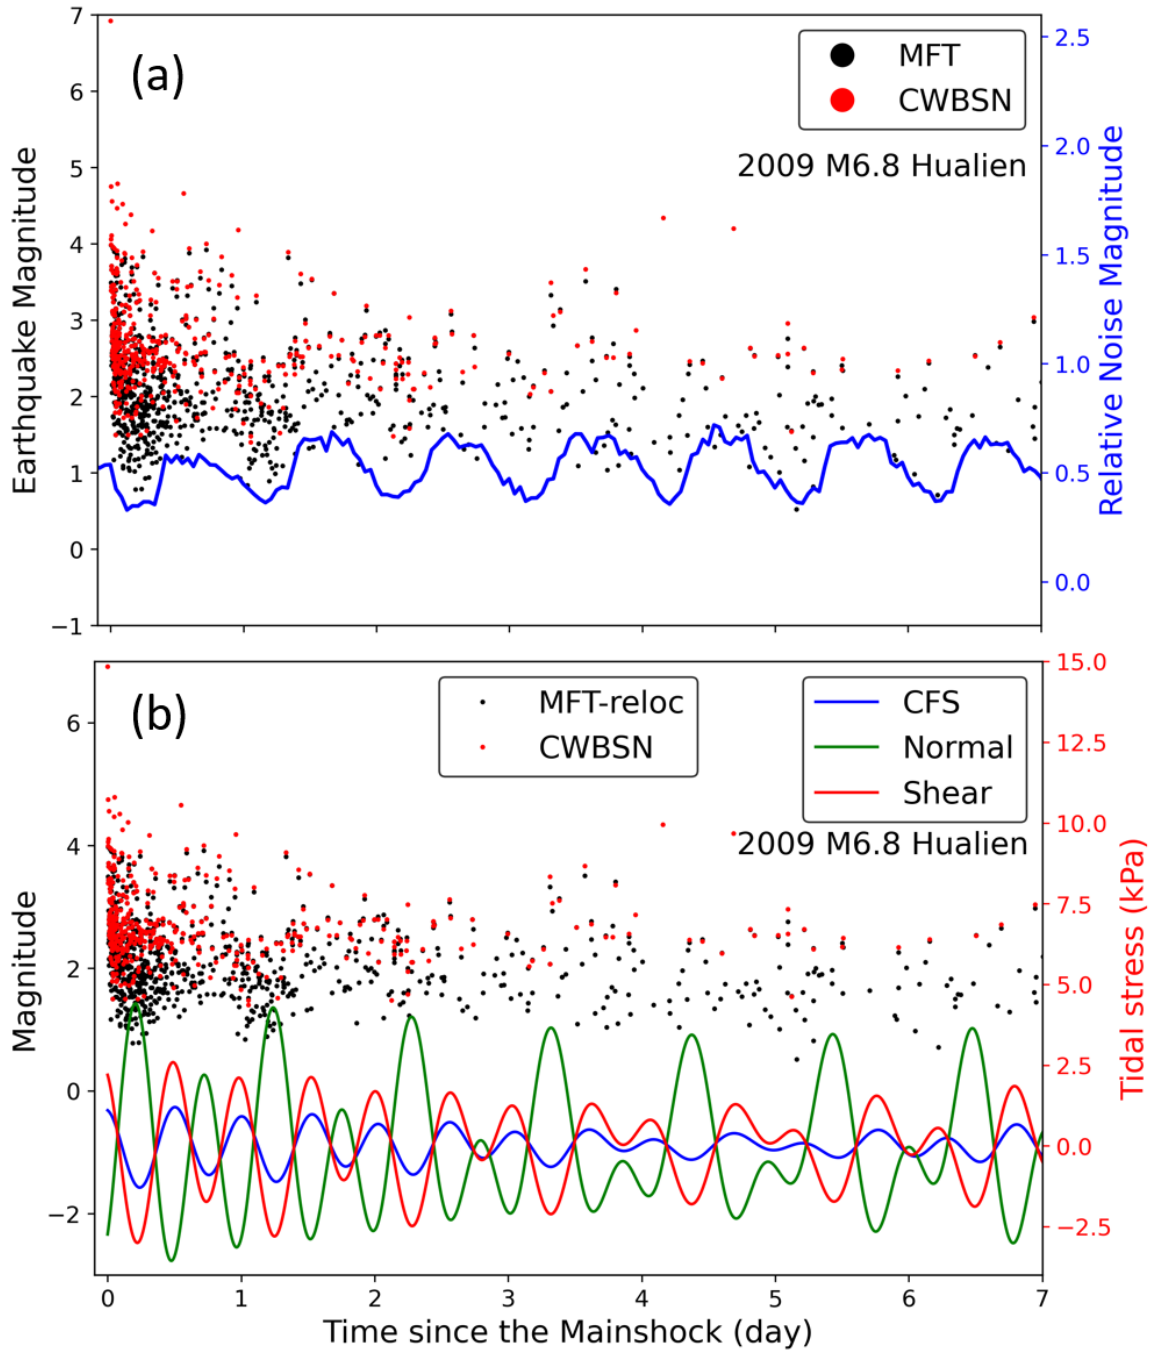 (a)
MFT
CWBSN
2009 M6.8 Hualien
Earthquake Magnitude
7
6
5
4
3
2
1
0
−1
Relative Noise Magnitude
2.5
2.0
1.5
1.0
0.5
0.0
(b)
MFT-reloc
CWBSN
CFS
Normal
Shear
2009 M6.8 Hualien
Magnitude
6
4
2
0
−2
Tidal stress (kPa)
15.0
12.5
10.0
7.5
5.0
2.5
0.0
−2.5
0 1 2 3 4 5 6 7
Time since the Mainshock (day)